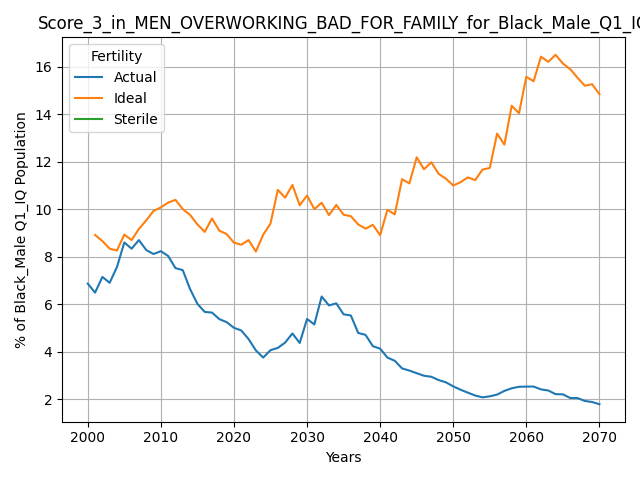 Score_3_in_MEN_OVERWORKING_BAD_FOR_FAMILY_for_Black_Male_Q1_IQ
Fertility
Actual
Ideal
Sterile
% of Black_Male Q1_IQ Population
16
14
12
10
8
6
4
2
2000 2010 2020 2030 2040 2050 2060 2070
Years